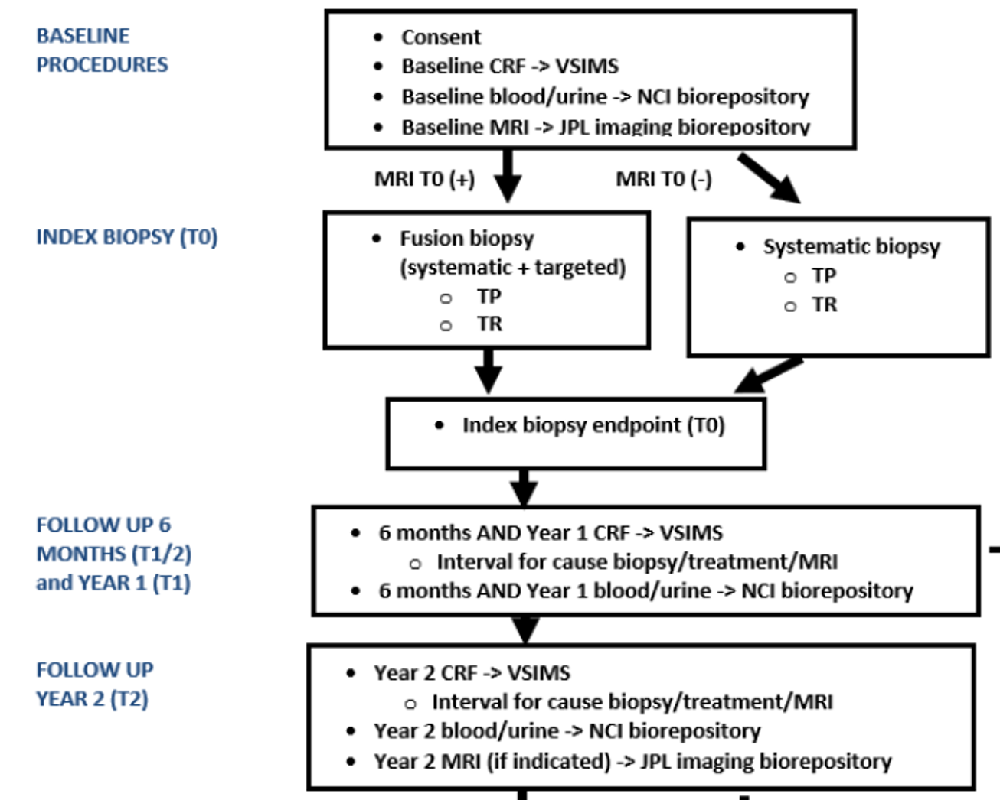 BASELINE
PROCEDURES
• Consent
• Baseline CRF -> VSIMS
• Baseline blood/urine -> NCI biorepository
• Baseline MRI -> JPL imaging biorepository
MRI T0 (+)
MRI T0 (-)
INDEX BIOPSY (T0)
• Fusion biopsy
(systematic + targeted)
o TP
o TR
• Systematic biopsy
o TP
o TR
• Index biopsy endpoint (T0)
FOLLOW UP 6
MONTHS (T1/2)
and YEAR 1 (T1)
• 6 months AND Year 1 CRF -> VSIMS
o Interval for cause biopsy/treatment/MRI
• 6 months AND Year 1 blood/urine -> NCI biorepository
FOLLOW UP
YEAR 2 (T2)
• Year 2 CRF -> VSIMS
o Interval for cause biopsy/treatment/MRI
• Year 2 blood/urine -> NCI biorepository
• Year 2 MRI (if indicated) -> JPL imaging biorepository